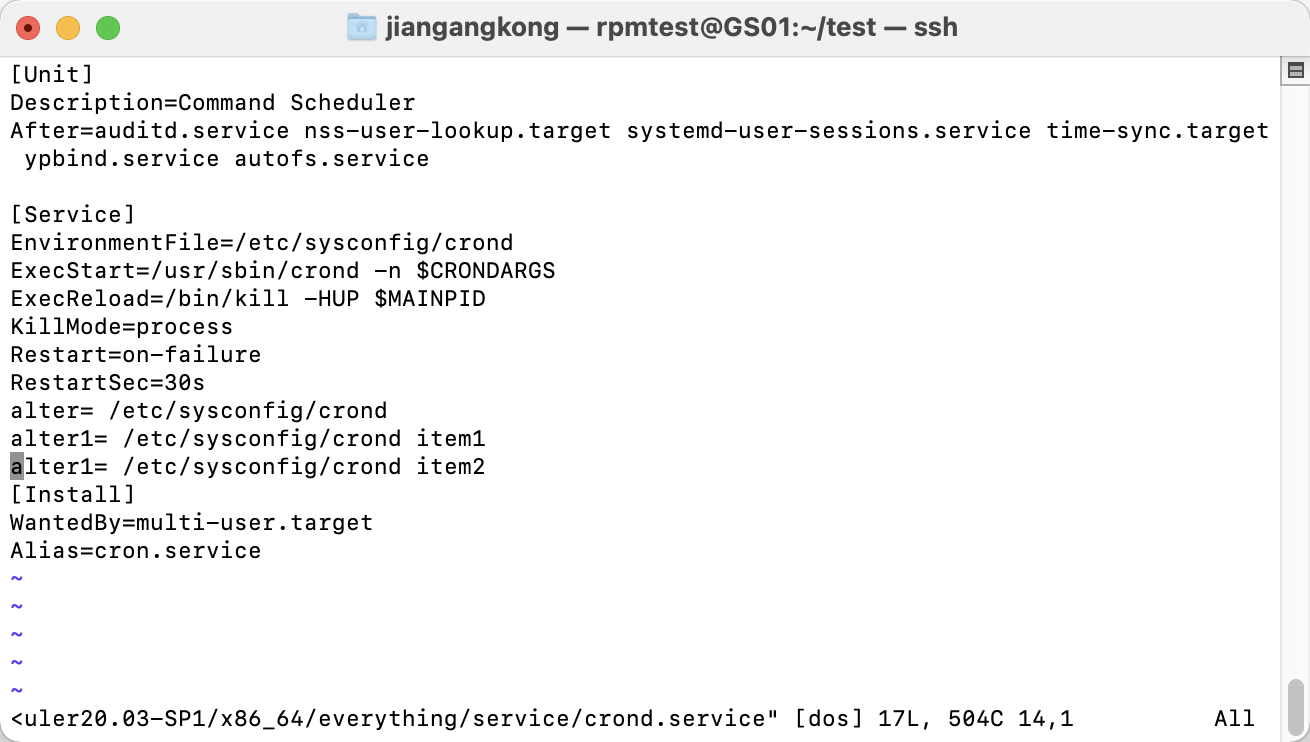 jiangangkong — rpmtest@GS01:~/test — ssh
[Unit]
Description=Command Scheduler
After=auditd.service nss-user-lookup.target systemd-user-sessions.service time-sync.target
 ypbind.service autofs.service
[Service]
EnvironmentFile=/etc/sysconfig/crond
ExecStart=/usr/sbin/crond -n $CRONDARGS
ExecReload=/bin/kill -HUP $MAINPID
KillMode=process
Restart=on-failure
RestartSec=30s
alter= /etc/sysconfig/crond
alter1= /etc/sysconfig/crond item1
alter1= /etc/sysconfig/crond item2
[Install]
WantedBy=multi-user.target
Alias=cron.service
~
~
~
~
~
<uler20.03-SP1/x86_64/everything/service/crond.service" [dos] 17L, 504C 14,1 All